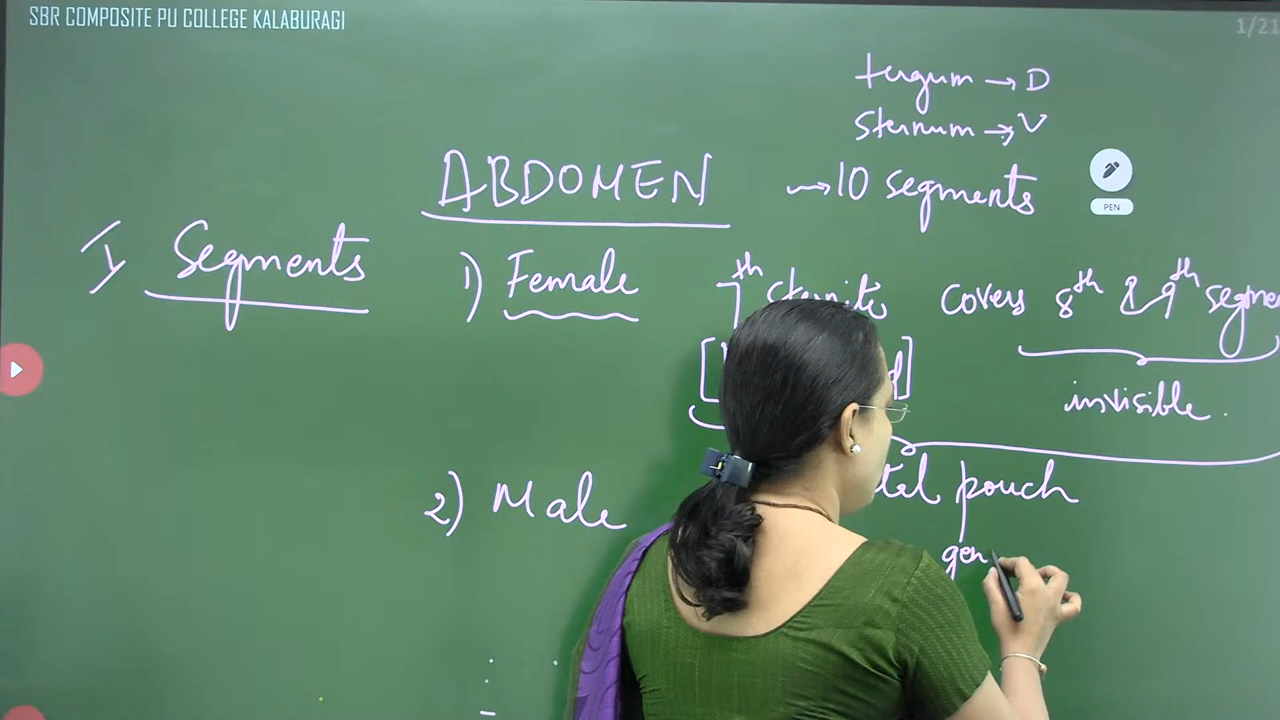 SBR COMPOSITE PU COLLEGE KALABURAGI
1/21
tergum → D
Sternum → V
ABDOMEN → 10 segments
PEN
I Segments
1) Female 7th covers 8th & 9th
invisible.
pouch
2) Male
gen